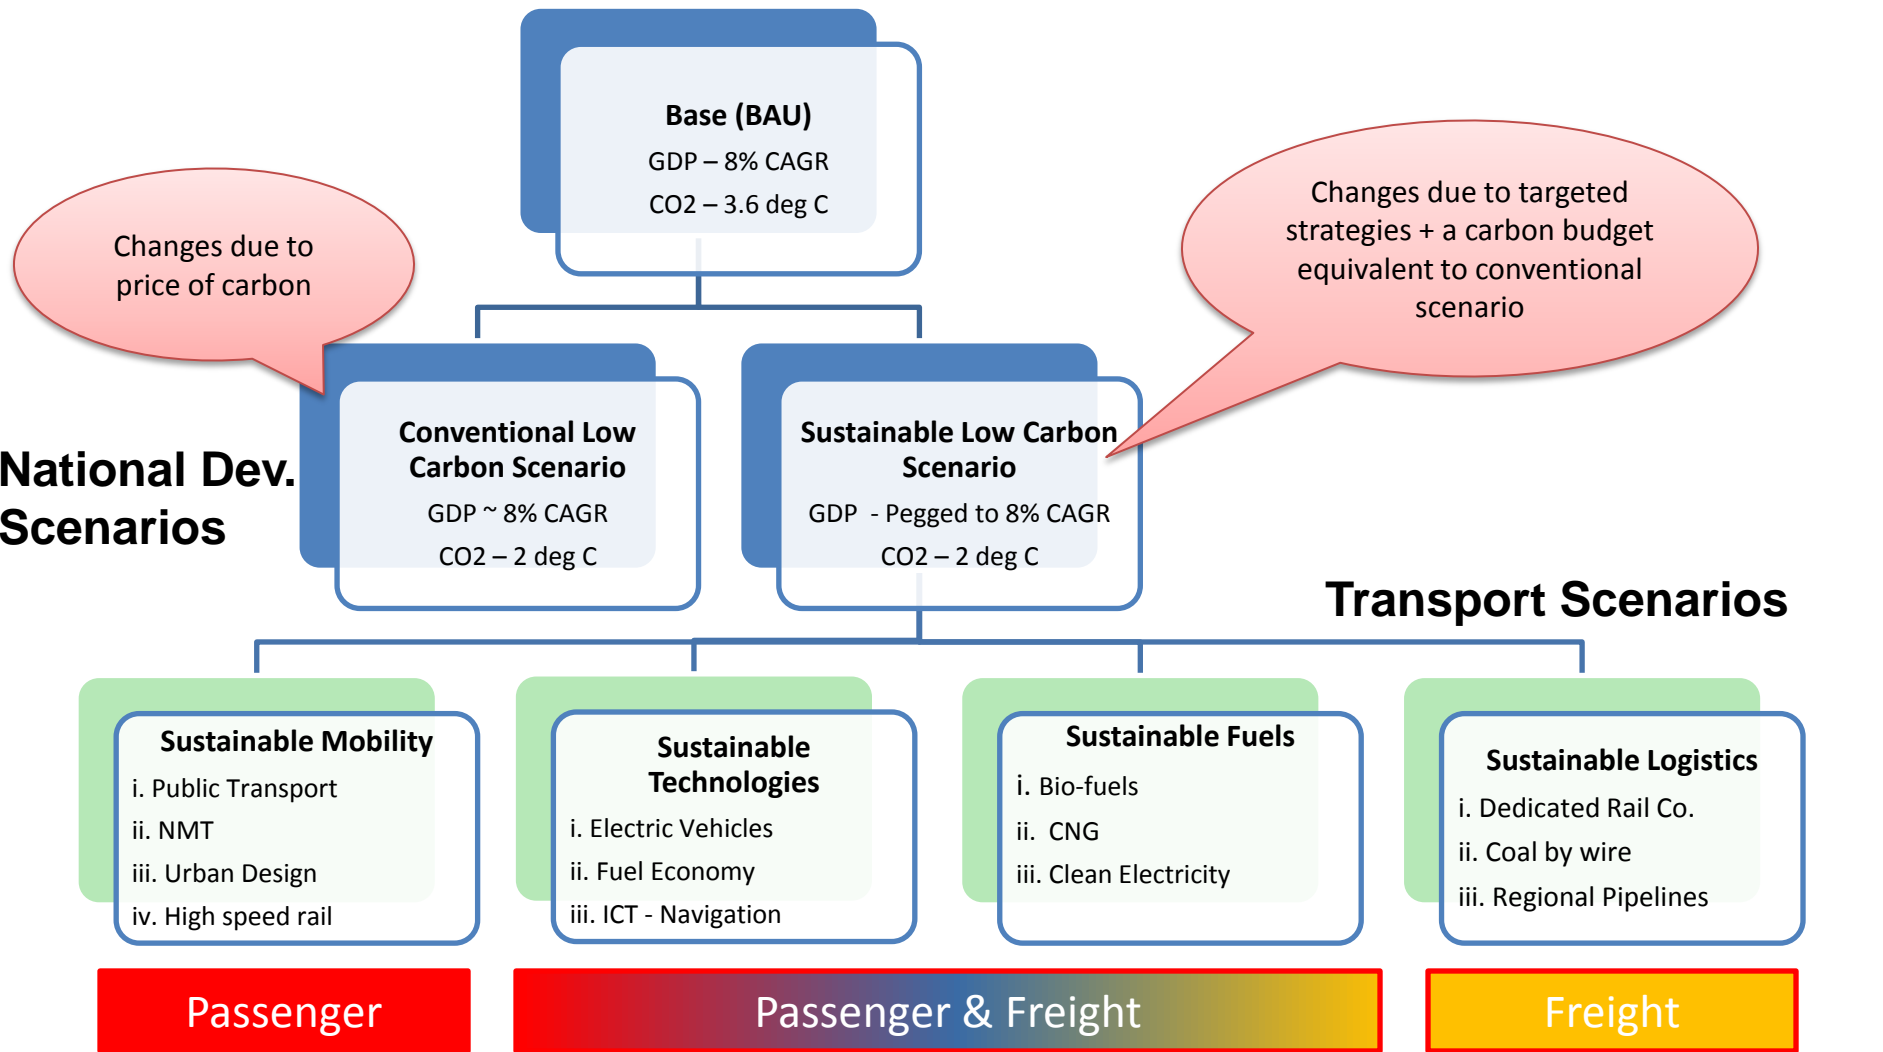 Base (BAU)
GDP – 8% CAGR
CO2 – 3.6 deg C
Changes due to
price of carbon
Changes due to targeted
strategies + a carbon budget
equivalent to conventional
scenario
National Dev.
Scenarios
Conventional Low
Carbon Scenario
GDP ~ 8% CAGR
CO2 – 2 deg C
Sustainable Low Carbon
Scenario
GDP  - Pegged to 8% CAGR
CO2 – 2 deg C
Transport Scenarios
Sustainable Mobility
i. Public Transport
ii. NMT
iii. Urban Design
iv. High speed rail
Sustainable
Technologies
i. Electric Vehicles
ii. Fuel Economy
iii. ICT - Navigation
Sustainable Fuels
i. Bio-fuels
ii.  CNG
iii. Clean Electricity
Sustainable Logistics
i. Dedicated Rail Co.
ii. Coal by wire
iii. Regional Pipelines
Passenger
Passenger & Freight
Freight